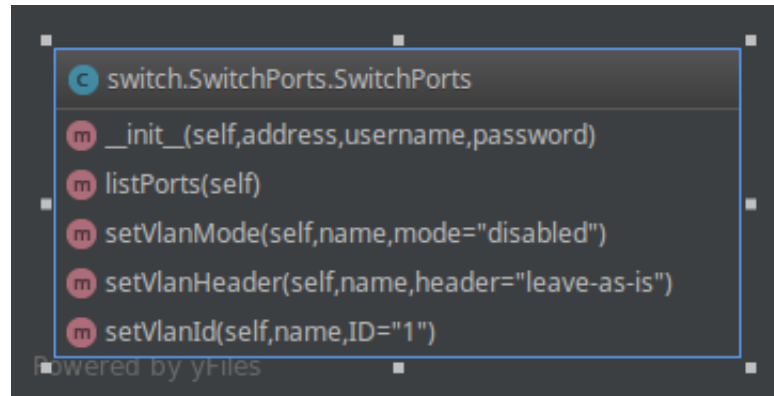 C switch.SwitchPorts.SwitchPorts
m __init__(self,address,username,password)
m listPorts(self)
m setVlanMode(self,name,mode="disabled")
m setVlanHeader(self,name,header="leave-as-is")
m setVlanId(self,name,ID="1")
Powered by yFiles